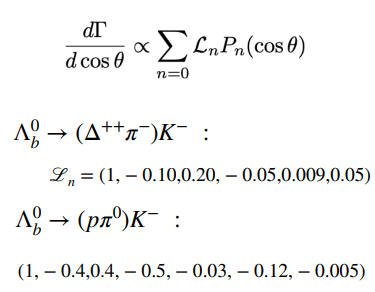 dΓ/d cos θ ∝ ∑_{n=0} ℒ_n P_n(cos θ)
Λ_b^0 → (Δ^{++}π^−)K^− :
ℒ_n = (1, − 0.10,0.20, − 0.05,0.009,0.05)
Λ_b^0 → (pπ^0)K^− :
(1, − 0.4,0.4, − 0.5, − 0.03, − 0.12, − 0.005)